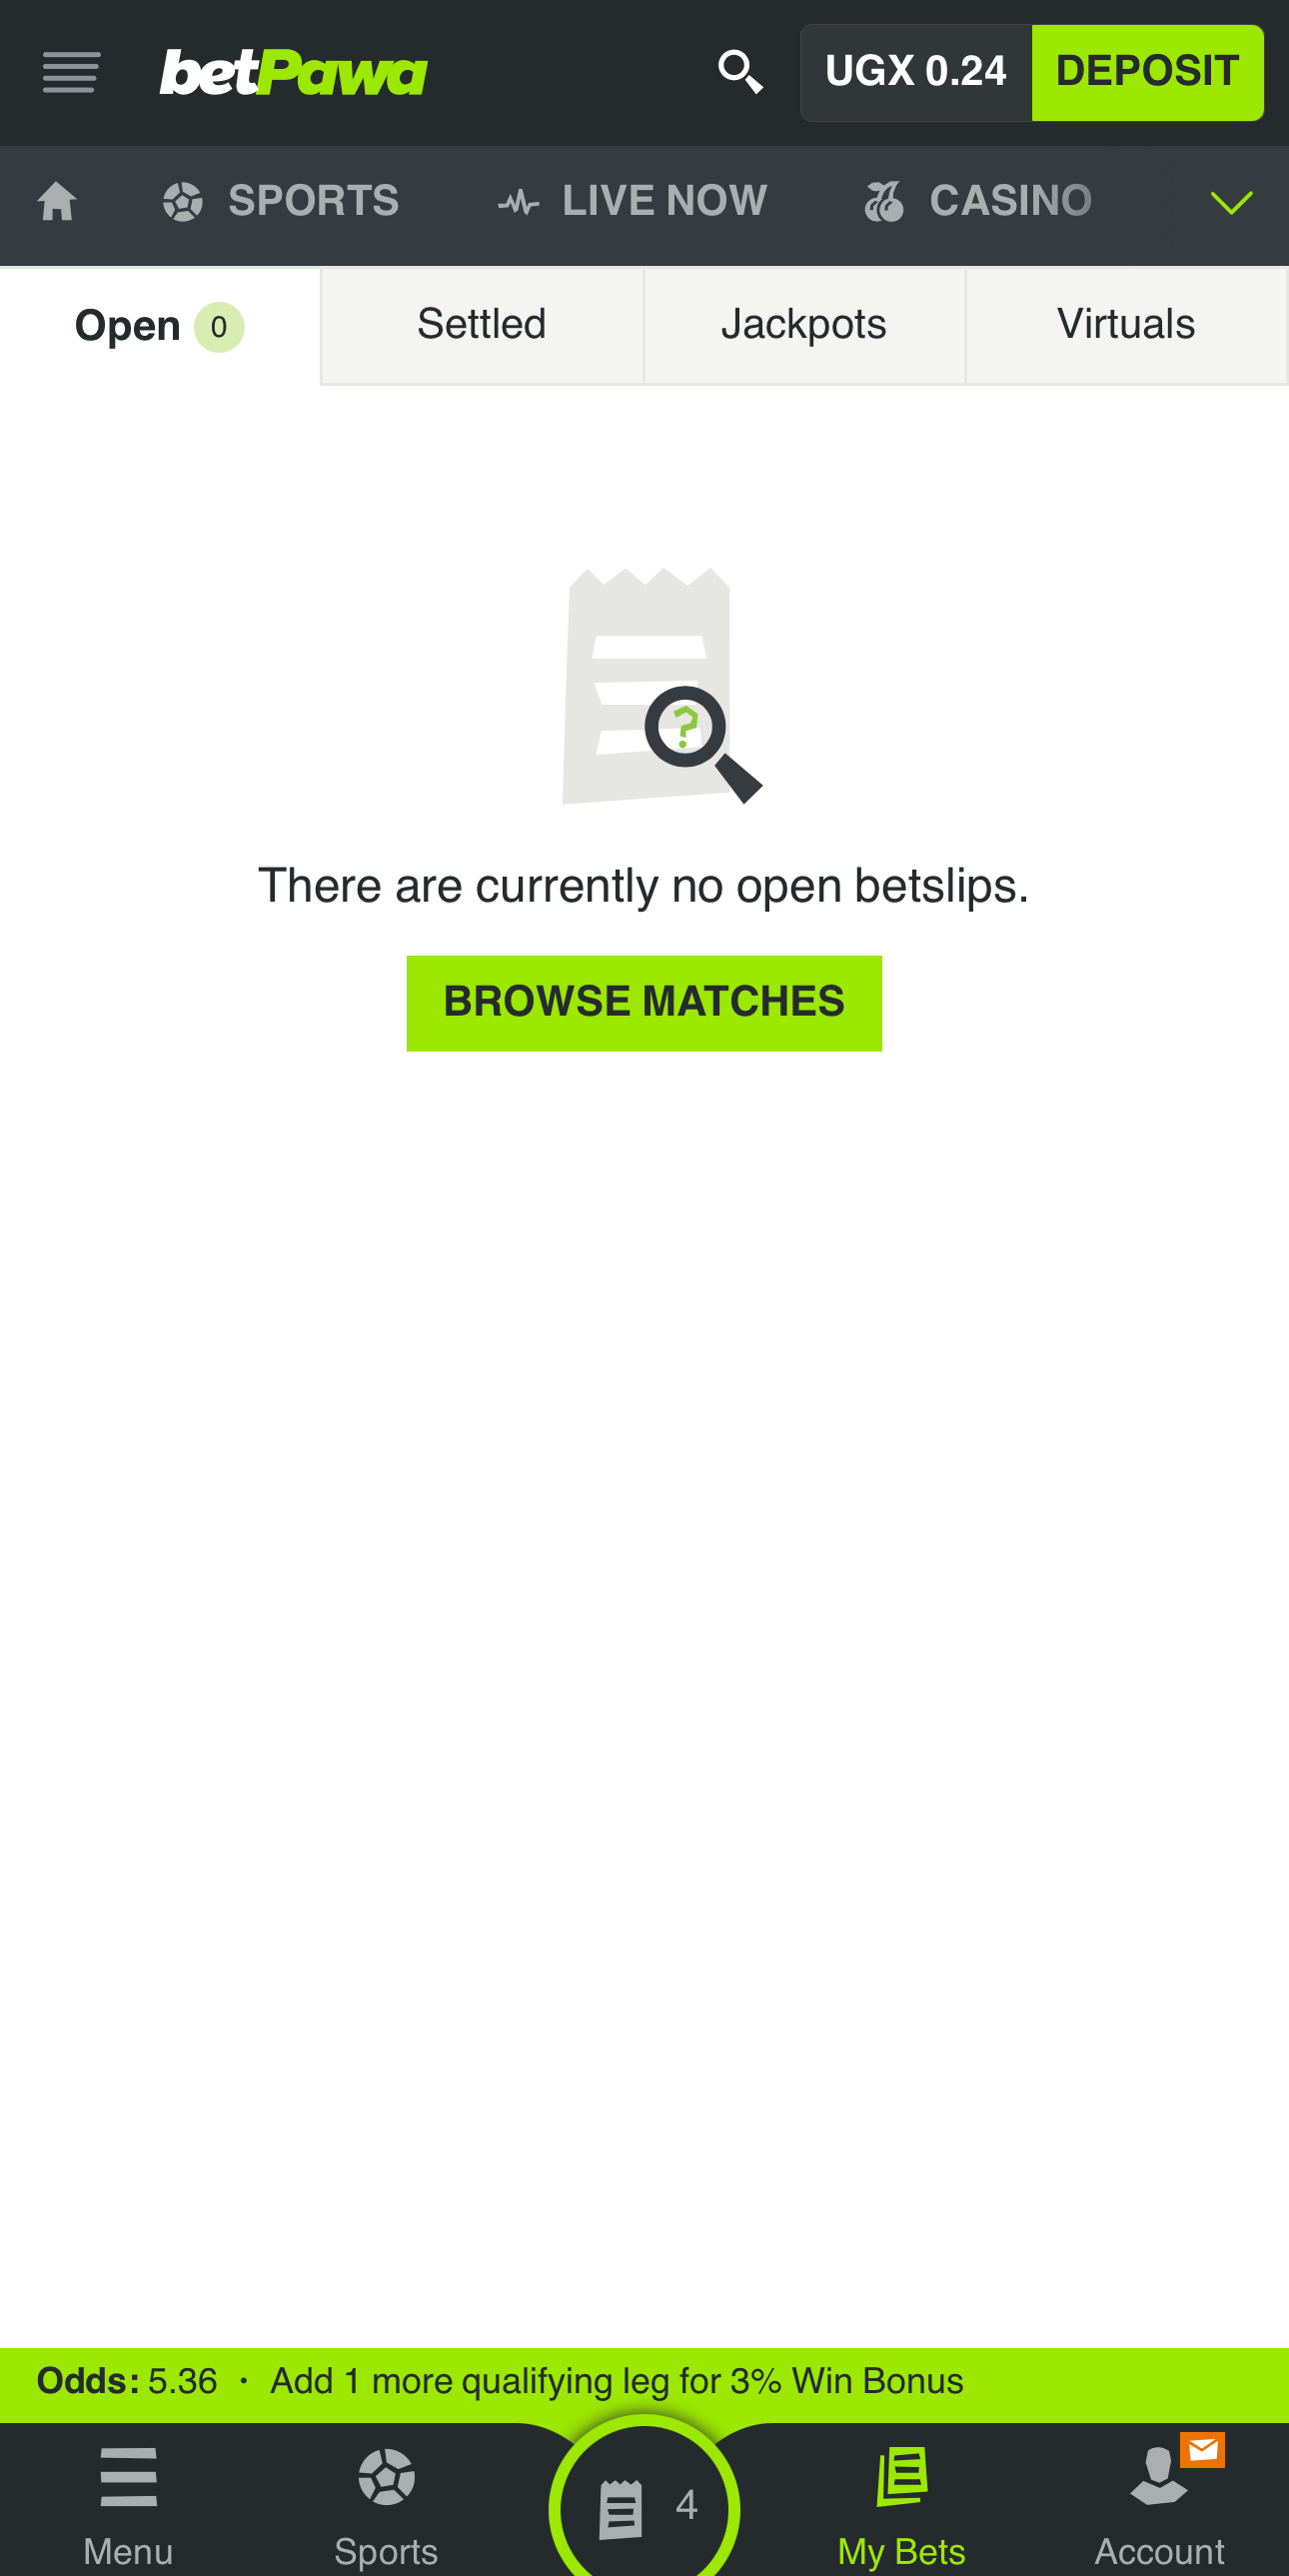 betPawa
UGX 0.24 DEPOSIT
SPORTS LIVE NOW CASINO
Open 0 Settled Jackpots Virtuals
?
There are currently no open betslips.
BROWSE MATCHES
Odds: 5.36 · Add 1 more qualifying leg for 3% Win Bonus
4
Menu Sports My Bets Account